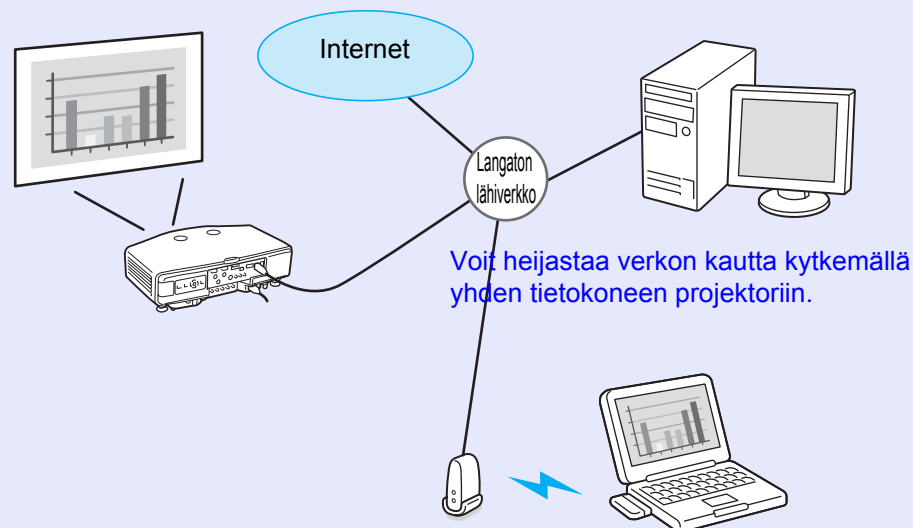 Internet
Langaton
lähiverkko
Voit heijastaa verkon kautta kytkemällä
yhden tietokoneen projektoriin.